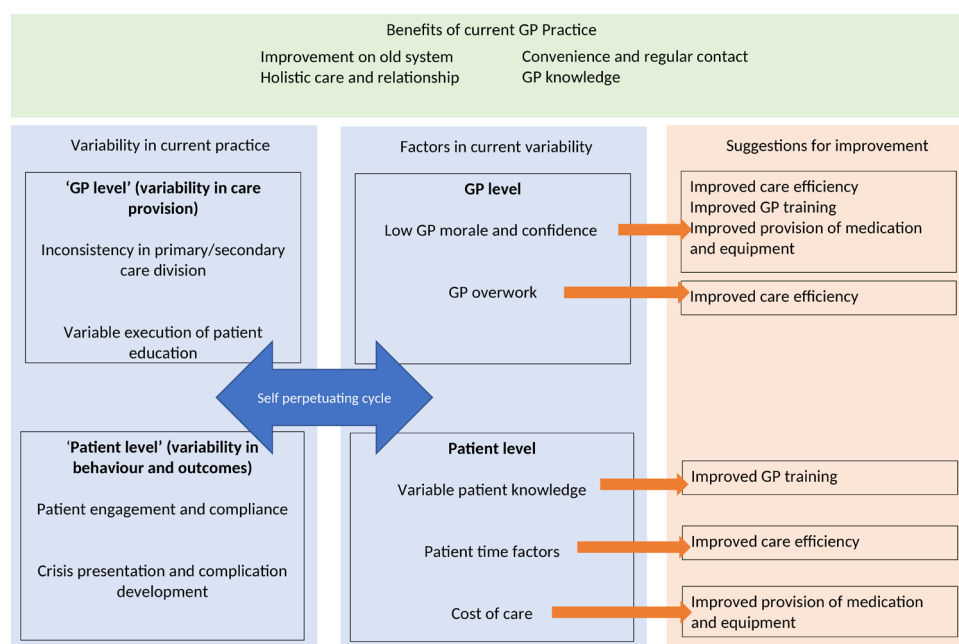 Benefits of current GP Practice
Improvement on old system
Holistic care and relationship
Convenience and regular contact
GP knowledge
Variability in current practice
‘GP level’ (variability in care
provision)
Inconsistency in primary/secondary
care division
Variable execution of patient
education
Factors in current variability
GP level
Low GP morale and confidence
GP overwork
Suggestions for improvement
Improved care efficiency
Improved GP training
Improved provision of medication
and equipment
Improved care efficiency
Self perpetuating cycle
‘Patient level’ (variability in
behaviour and outcomes)
Patient engagement and compliance
Crisis presentation and complication
development
Patient level
Variable patient knowledge
Patient time factors
Cost of care
Improved GP training
Improved care efficiency
Improved provision of medication
and equipment